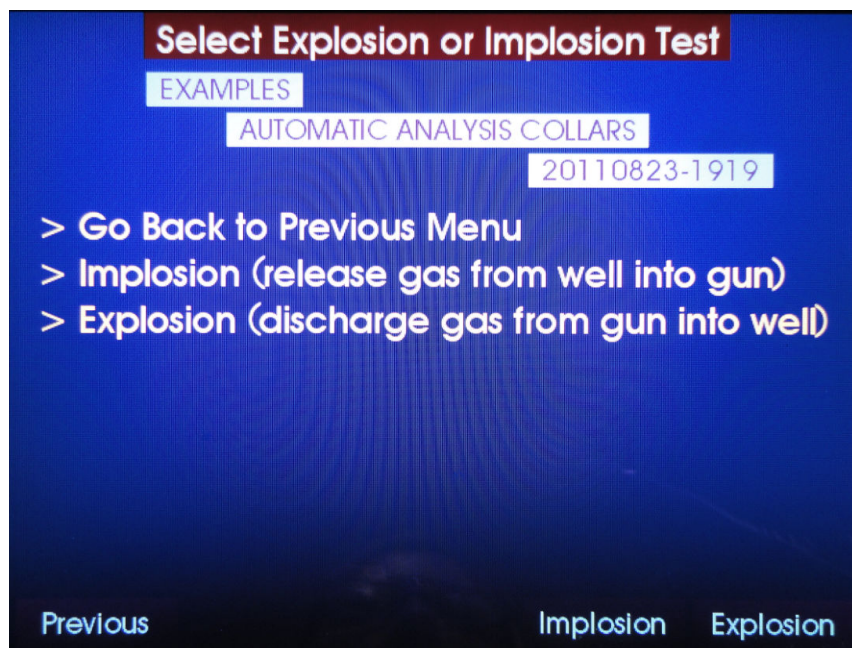 Select Explosion or Implosion Test
EXAMPLES
AUTOMATIC ANALYSIS COLLARS
20110823-1919
> Go Back to Previous Menu
> Implosion (release gas from well into gun)
> Explosion (discharge gas from gun into well)
Previous Implosion Explosion